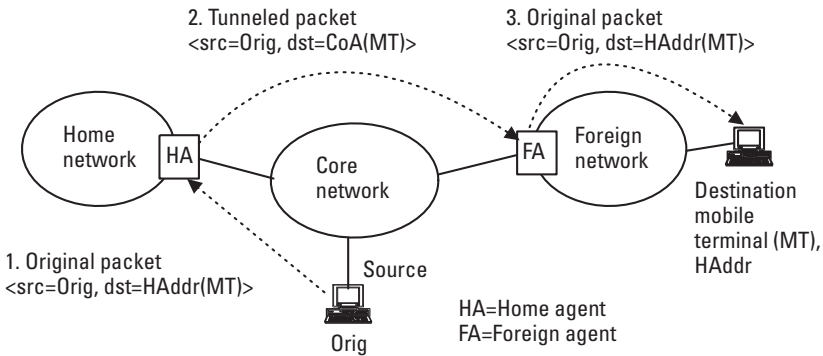 2. Tunneled packet
<src=Orig, dst=CoA(MT)>
3. Original packet
<src=Orig, dst=HAddr(MT)>
Home
network
HA
Core
network
FA
Foreign
network
Destination
mobile
terminal (MT),
HAddr
1. Original packet
<src=Orig, dst=HAddr(MT)>
Source
Orig
HA=Home agent
FA=Foreign agent